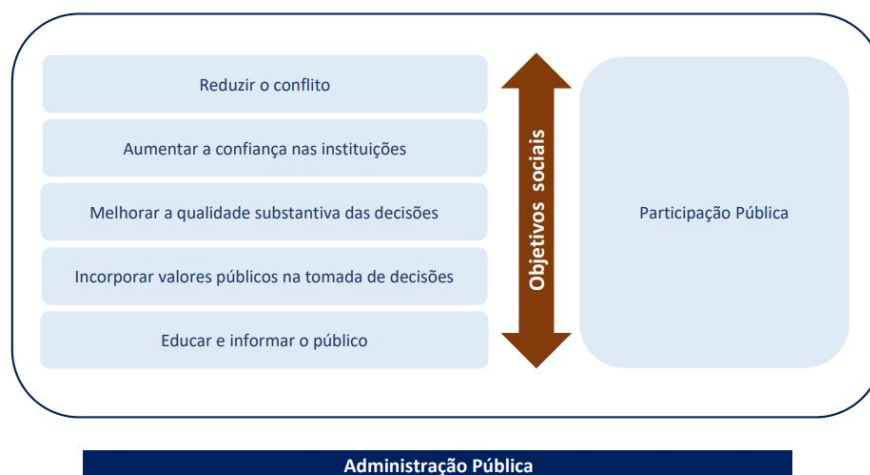 Reduzir o conflito
Aumentar a confiança nas instituições
Melhorar a qualidade substantiva das decisões
Incorporar valores públicos na tomada de decisões
Educar e informar o público
Objetivos sociais
Participação Pública
Administração Pública